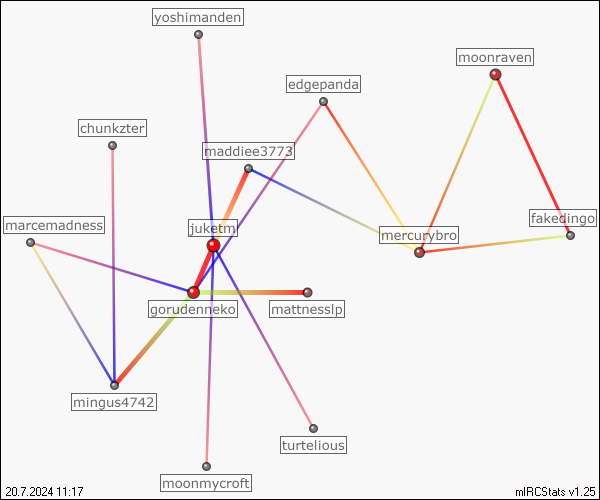 yoshimanden
moonraven
edgepanda
chunkzter
maddiee3773
marcemadness
juketm
mercurybro
fakedingo
gorudenneko
mattnesslp
mingus4742
turtelious
moonmycroft
20.7.2024 11:17
mIRCStats v1.25